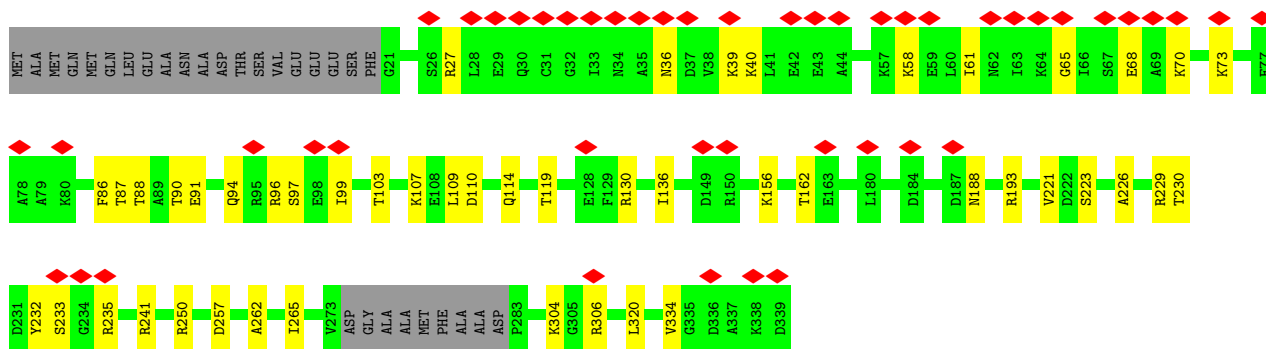 MET ALA MET GLN MET GLN LEU GLU ALA ASN ALA ASP THR SER VAL GLU GLU GLU SER PHE G21 S26 R27 L28 E29 Q30 C31 G32 I33 N34 A35 N36 D37 V38 K39 K40 L41 E42 E43 A44 K57 K58 E59 L60 I61 N62 I63 K64 G65 I66 S67 E68 A69 K70 K73 E77
A78 A79 K80 F86 T87 T88 A89 T90 E91 Q94 R95 R96 S97 E98 I99 T103 K107 E108 L109 D110 Q114 T119 E128 F129 R130 I136 D149 R150 K156 T162 E163 L180 D184 D187 N188 R193 V221 D222 S223 A226 R229 T230
D231 Y232 S233 G234 R235 R241 R250 D257 A262 I265 V273 ASP GLY ALA ALA MET PHE ALA ALA ASP P283 K304 G305 R306 L320 V334 G335 D336 A337 K338 D339